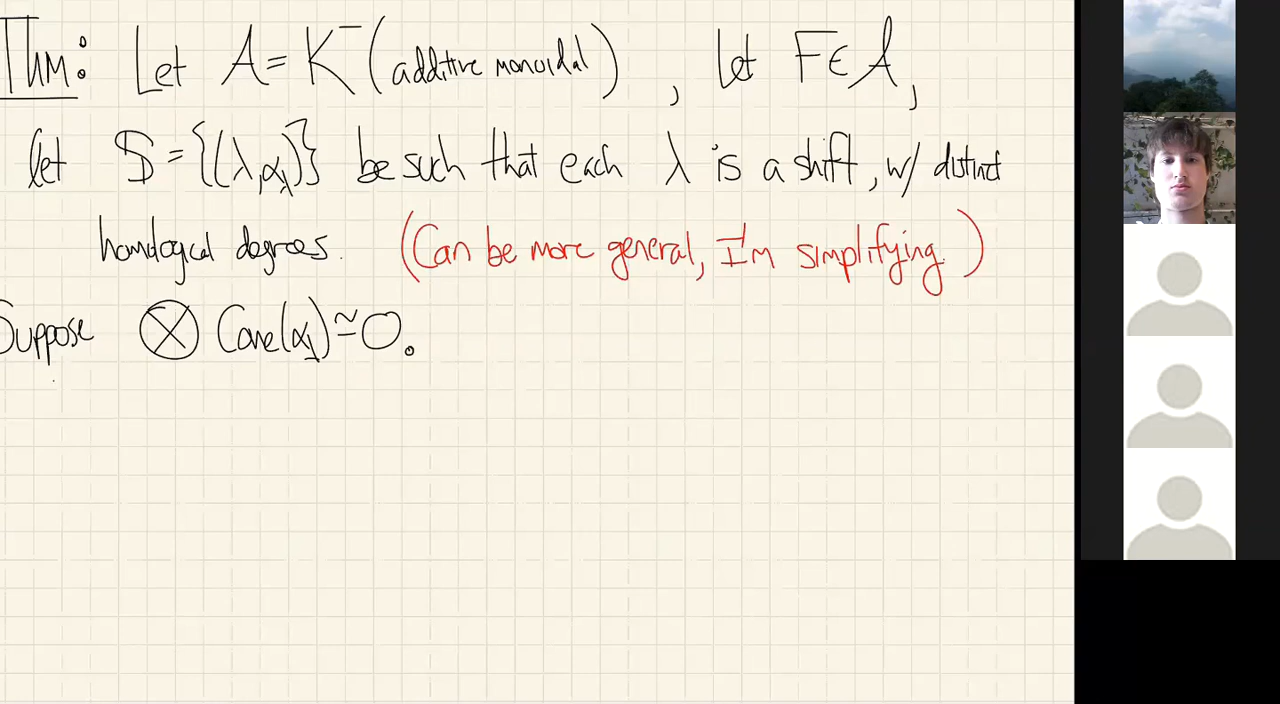 Thm: Let A = K⁻(additive monoidal), let F ∈ A,
let S = {(λ, α_λ)} be such that each λ is a shift, w/ distinct
homological degrees. (Can be more general, I'm simplifying.)
Suppose ⊗ Cone(α_λ) ≃ 0.